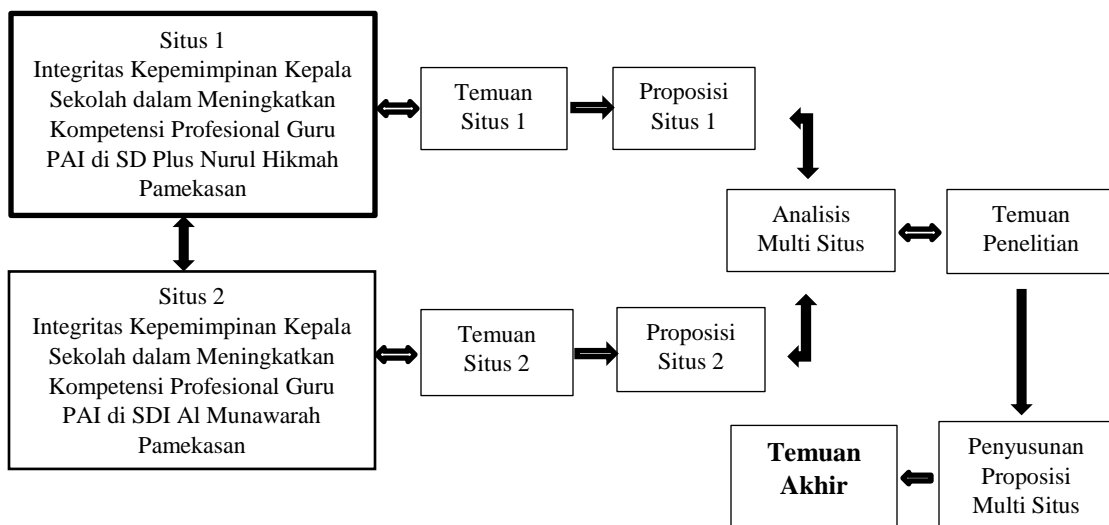 Situs 1
Integritas Kepemimpinan Kepala
Sekolah dalam Meningkatkan
Kompetensi Profesional Guru
PAI di SD Plus Nurul Hikmah
Pamekasan
Temuan
Situs 1
Proposisi
Situs 1
Analisis
Multi Situs
Temuan
Penelitian
Situs 2
Integritas Kepemimpinan Kepala
Sekolah dalam Meningkatkan
Kompetensi Profesional Guru
PAI di SDI Al Munawarah
Pamekasan
Temuan
Situs 2
Proposisi
Situs 2
Temuan
Akhir
Penyusunan
Proposisi
Multi Situs